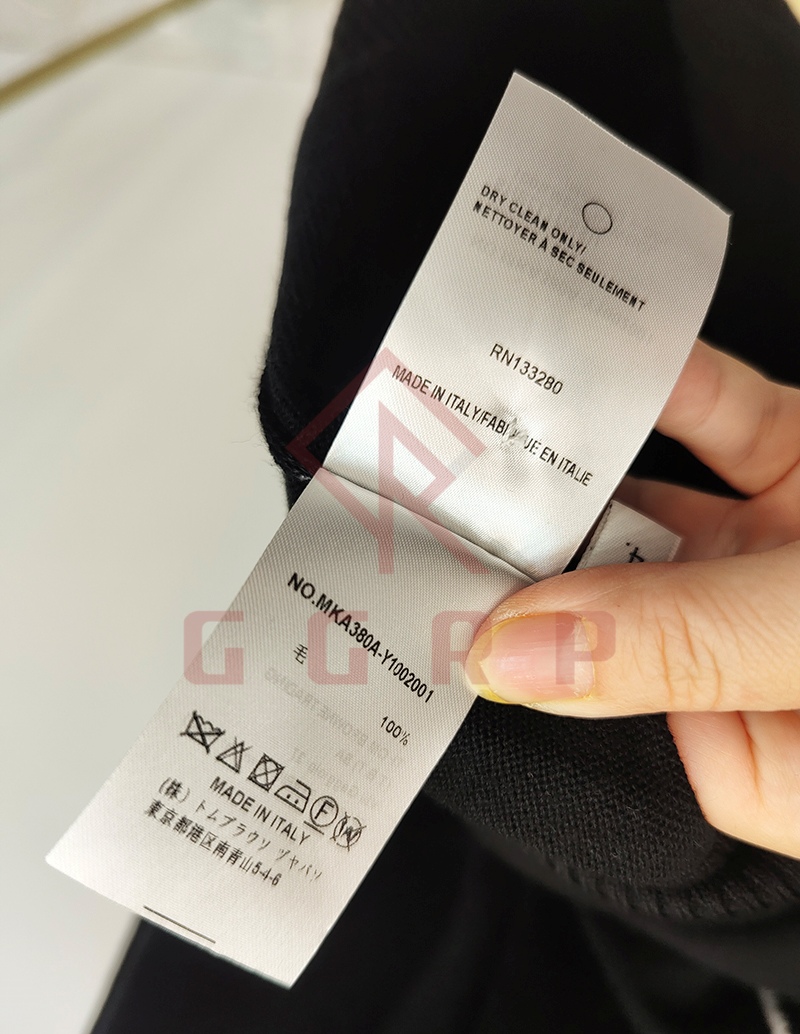 DRY CLEAN ONLY/
NETTOYER À SEC SEULEMENT
RN133280
MADE IN ITALY/FABRIQUE EN ITALIE
NO.MKA380A-Y1002001
毛 100%
F
W
MADE IN ITALY
(株) トムブラウン ジャパン
東京都港区南青山5-4-6
GGRP